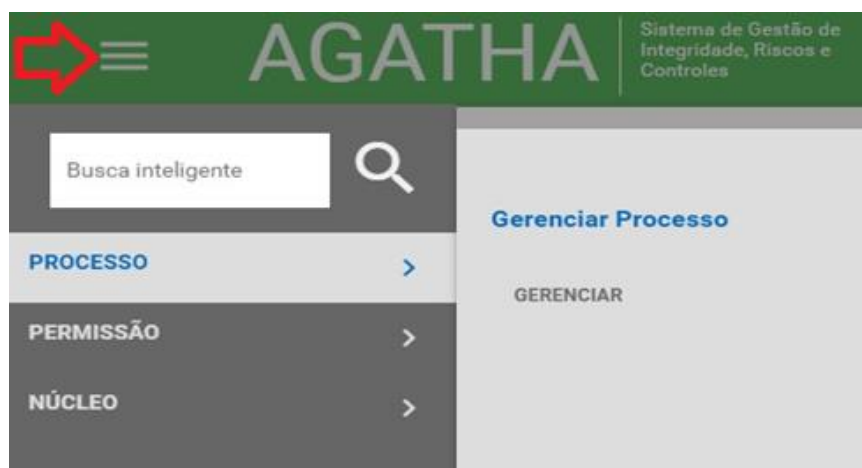 AGATHA
Sistema de Gestão de
Integridade, Riscos e
Controles
Busca inteligente
PROCESSO
PERMISSÃO
NÚCLEO
Gerenciar Processo
GERENCIAR